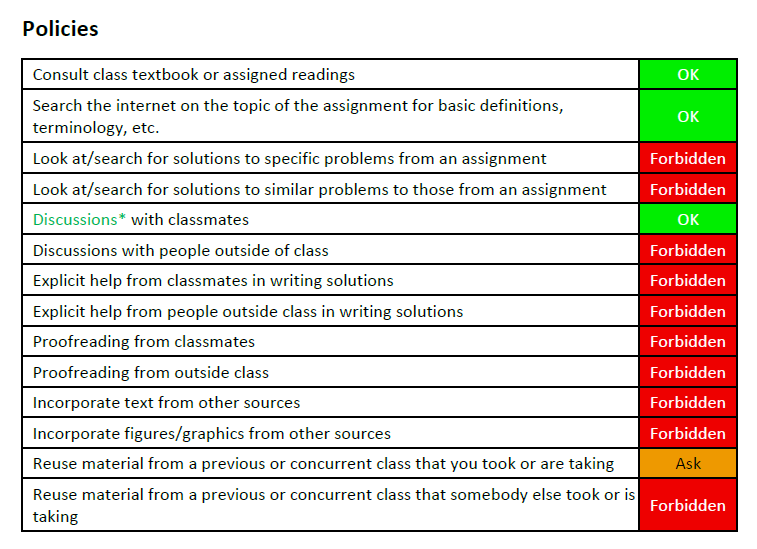 Policies
Consult class textbook or assigned readings OK
Search the internet on the topic of the assignment for basic definitions,
terminology, etc. OK
Look at/search for solutions to specific problems from an assignment Forbidden
Look at/search for solutions to similar problems to those from an assignment Forbidden
Discussions* with classmates OK
Discussions with people outside of class Forbidden
Explicit help from classmates in writing solutions Forbidden
Explicit help from people outside class in writing solutions Forbidden
Proofreading from classmates Forbidden
Proofreading from outside class Forbidden
Incorporate text from other sources Forbidden
Incorporate figures/graphics from other sources Forbidden
Reuse material from a previous or concurrent class that you took or are taking Ask
Reuse material from a previous or concurrent class that somebody else took or is
taking Forbidden